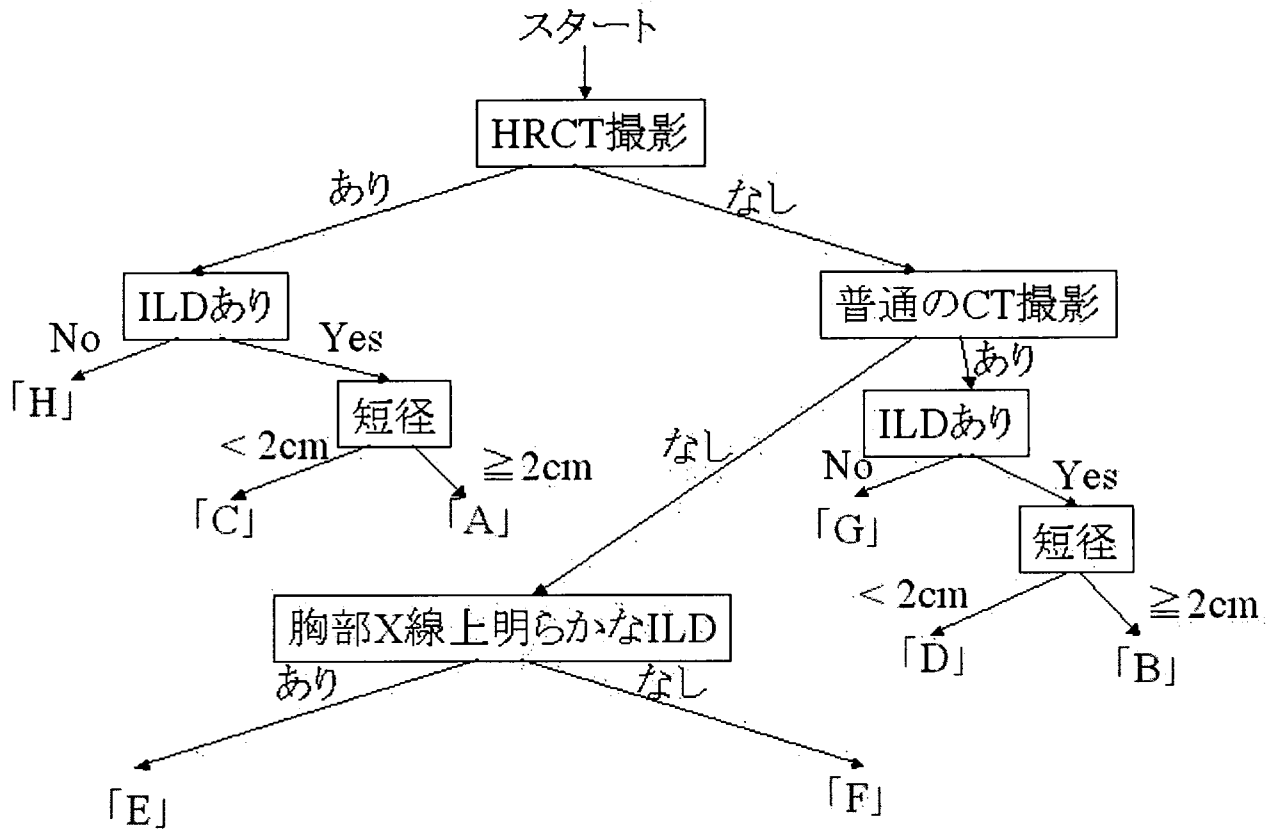 スタート
HRCT撮影
あり
なし
ILDあり
普通のCT撮影
No
Yes
あり
「H」
短径
ILDあり
< 2cm
≧2cm
なし
No
Yes
「C」
「A」
「G」
短径
< 2cm
≧2cm
胸部X線上明らかなILD
「D」
「B」
あり
なし
「E」
「F」